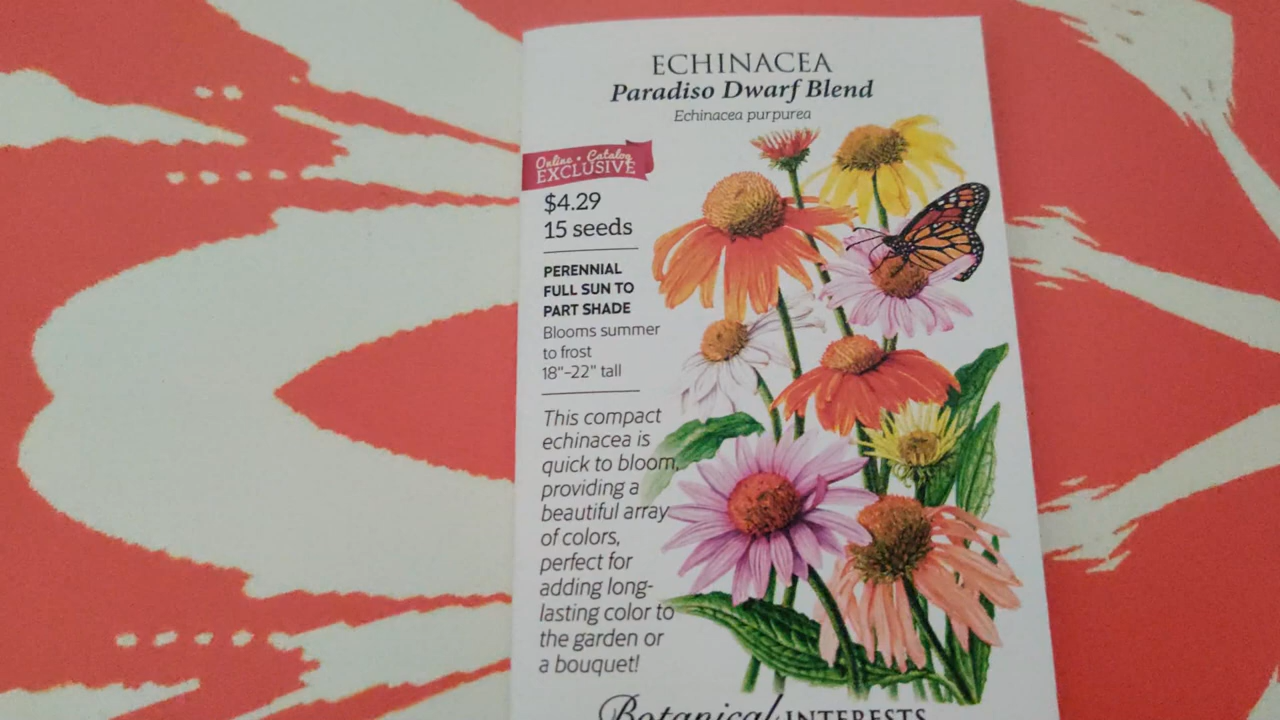 ECHINACEA
Paradiso Dwarf Blend
Echinacea purpurea
Online • Catalog
EXCLUSIVE
$4.29
15 seeds
PERENNIAL
FULL SUN TO
PART SHADE
Blooms summer
to frost
18"–22" tall
This compact
echinacea is
quick to bloom,
providing a
beautiful array
of colors,
perfect for
adding long-
lasting color to
the garden or
a bouquet!
Botanical INTERESTS